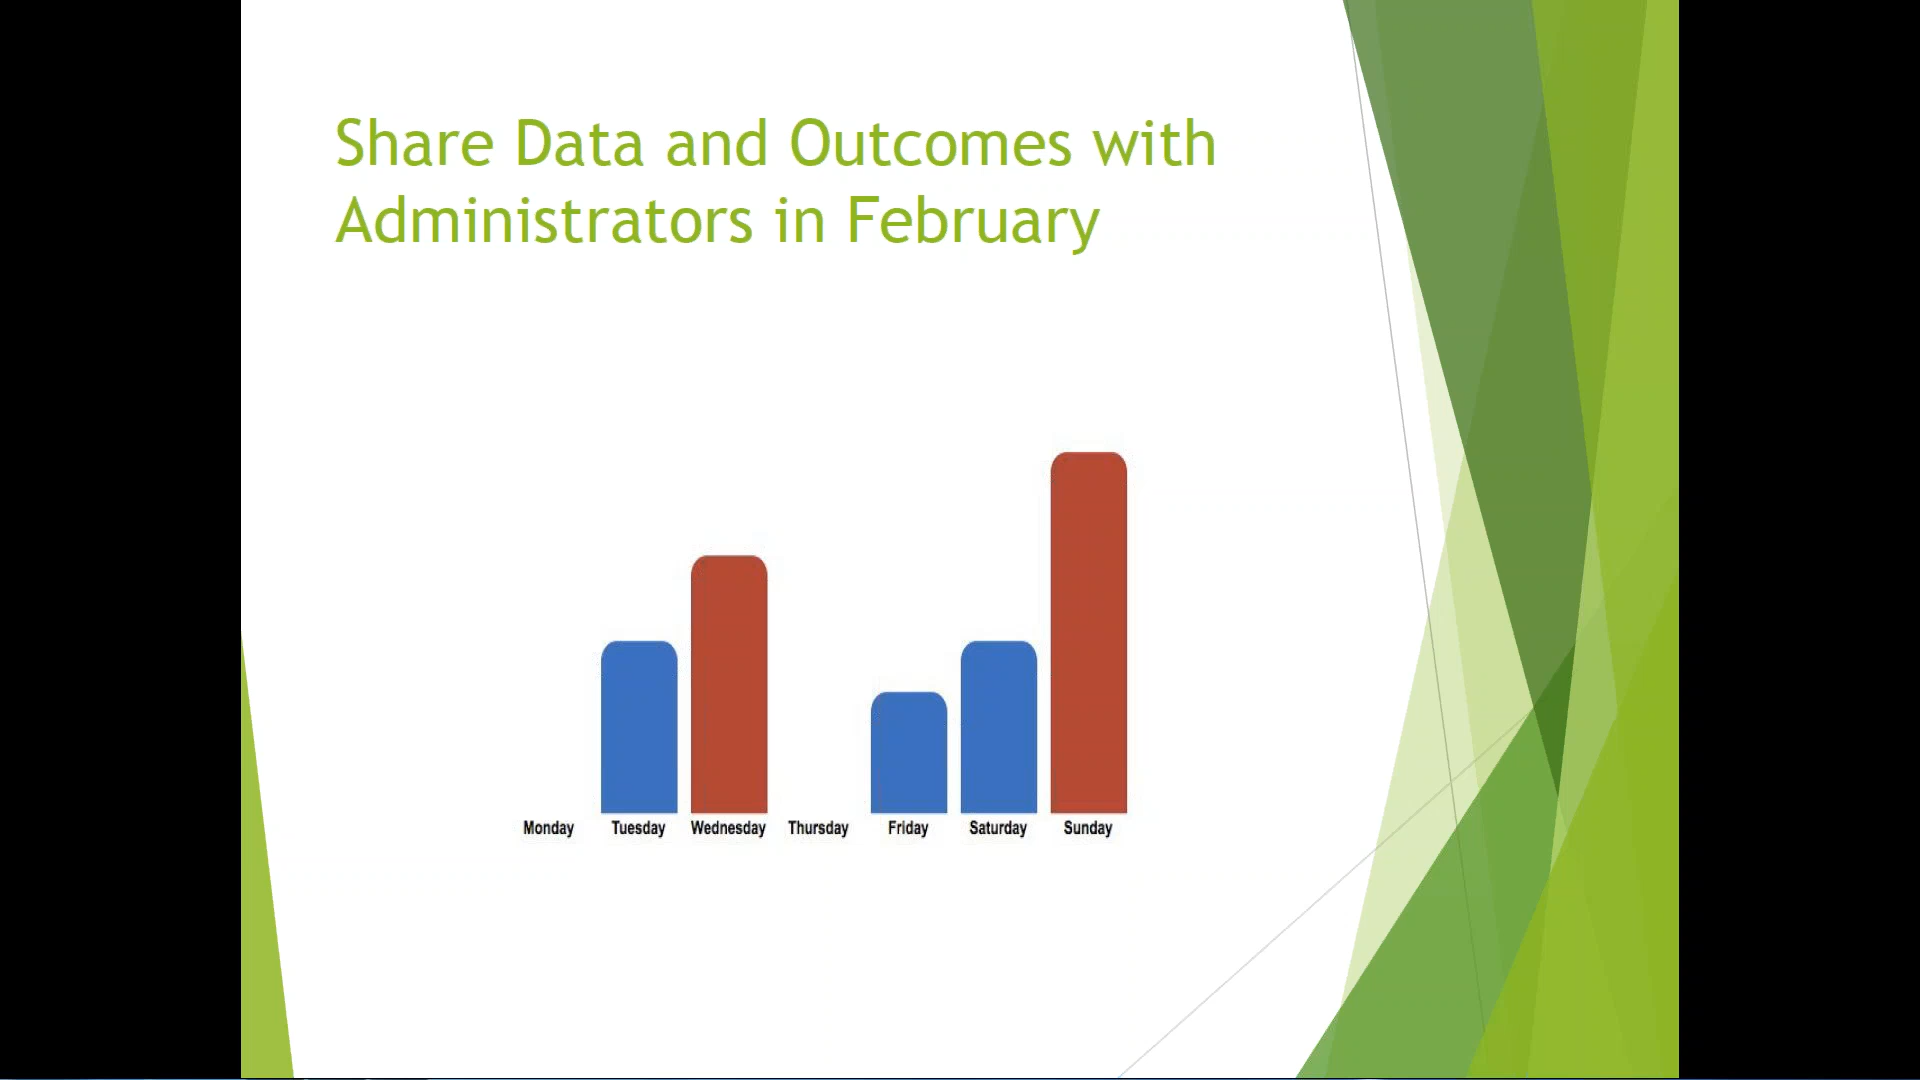 Share Data and Outcomes with
Administrators in February
Monday Tuesday Wednesday Thursday Friday Saturday Sunday